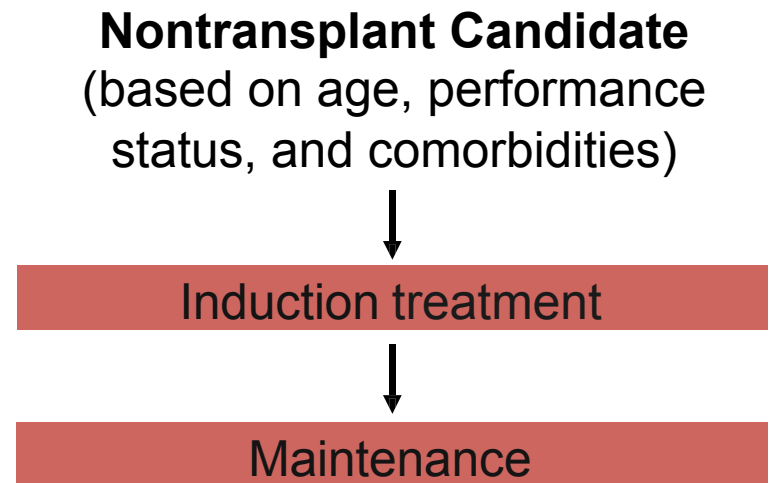 Nontransplant Candidate
(based on age, performance
status, and comorbidities)
Induction treatment
Maintenance